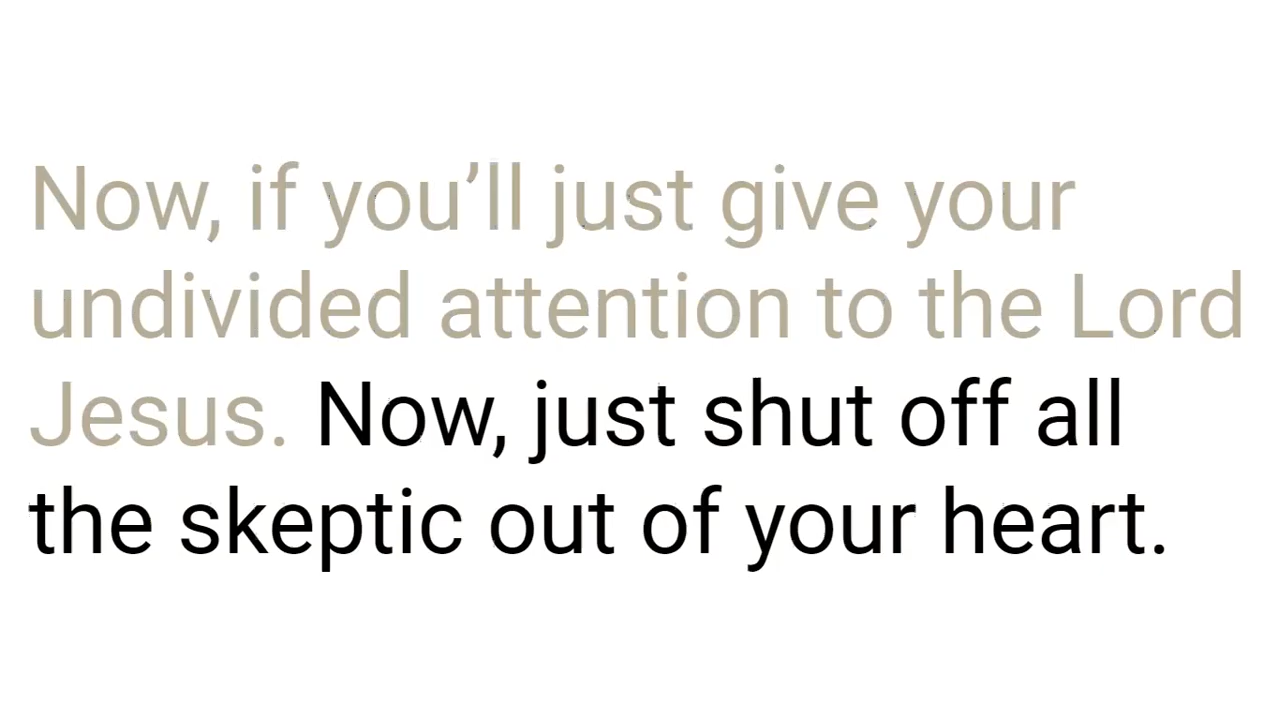 Now, if you’ll just give your
undivided attention to the Lord
Jesus. Now, just shut off all
the skeptic out of your heart.